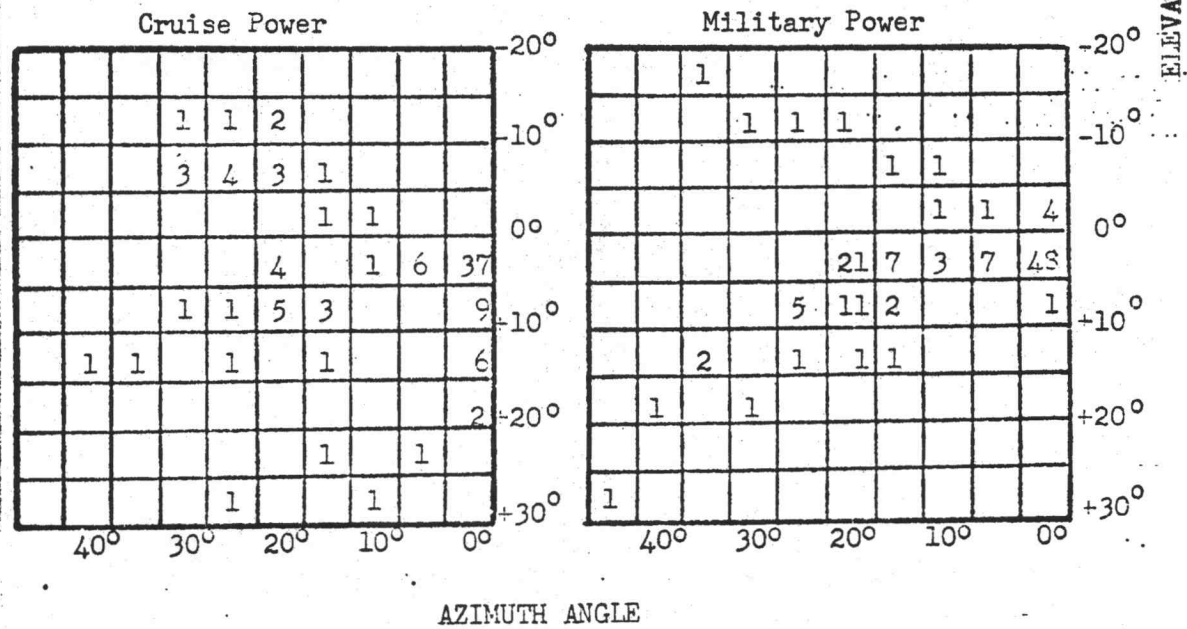 Cruise Power Military Power
-20° -20° ELEVA
1
1 1 2 1 1 1
-10° -10°
3 4 3 1 1 1
1 1 1 1 4
0° 0°
4 1 6 37 21 7 3 7 48
1 1 5 3 9 5 11 2 1
+10° +10°
1 1 1 1 6 2 1 1 1
2 1 1
+20° +20°
1 1
1 1 1
+30° +30°
40° 30° 20° 10° 0° 40° 30° 20° 10° 0°
AZIMUTH ANGLE